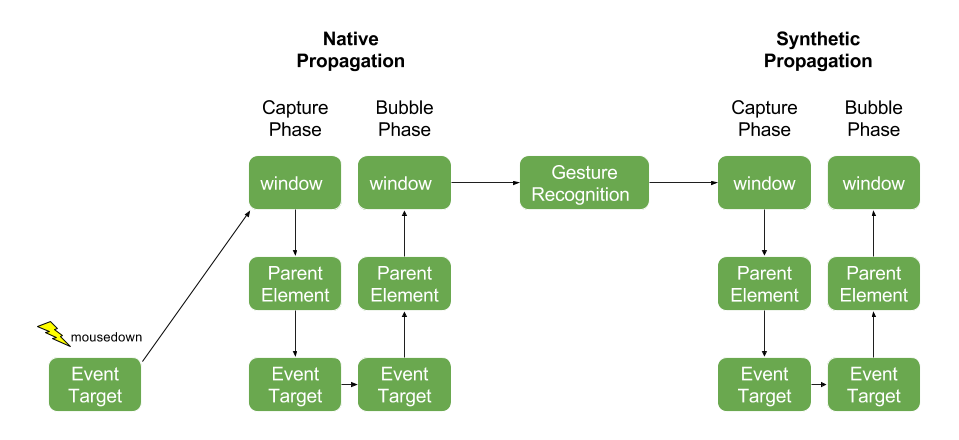 Native
Propagation
Synthetic
Propagation
Capture
Phase
Bubble
Phase
Capture
Phase
Bubble
Phase
window
window
Gesture
Recognition
window
window
Parent
Element
Parent
Element
Parent
Element
Parent
Element
mousedown
Event
Target
Event
Target
Event
Target
Event
Target
Event
Target